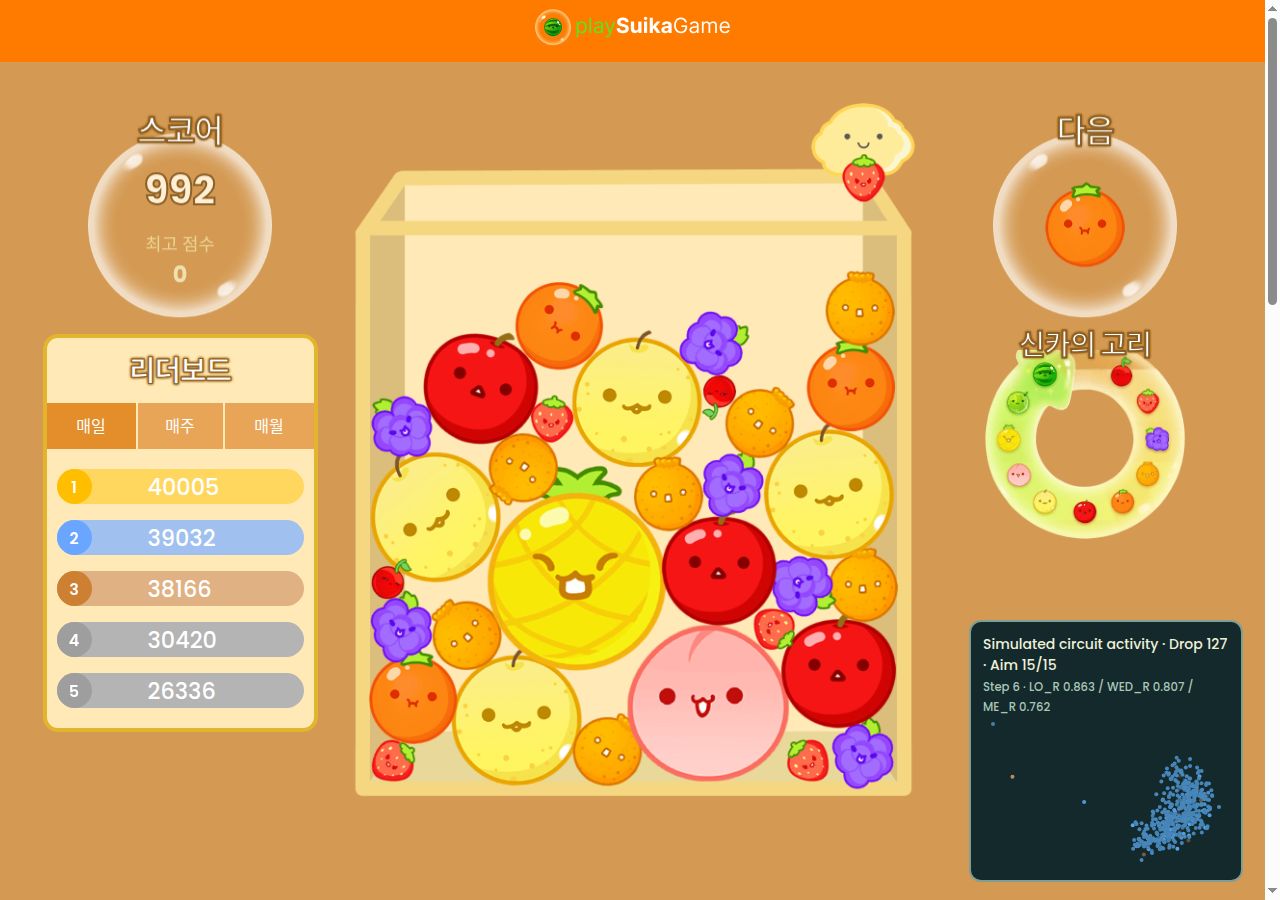 playSuikaGame
스코어
992
최고 점수
0
리더보드
매일
매주
매월
1
40005
2
39032
3
38166
4
30420
5
26336
다음
신카의 고리
Simulated circuit activity · Drop 127
· Aim 15/15
Step 6 · LO_R 0.863 / WED_R 0.807 /
ME_R 0.762